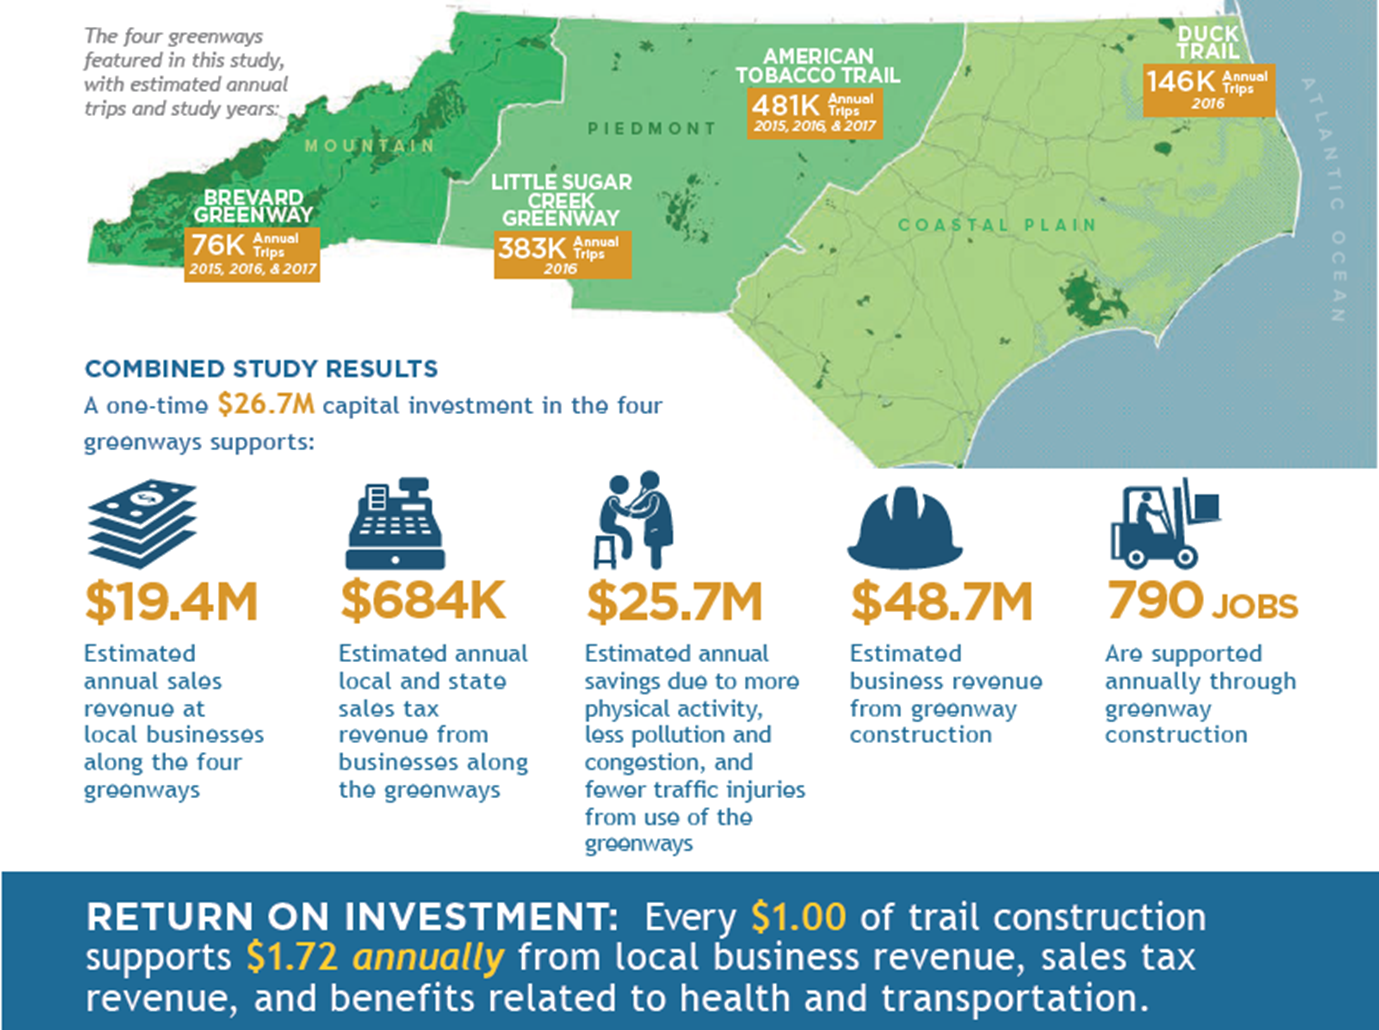 The four greenways
featured in this study,
with estimated annual
trips and study years:
MOUNTAIN
BREVARD
GREENWAY
76K Annual Trips
2015, 2016, & 2017
PIEDMONT
LITTLE SUGAR
CREEK
GREENWAY
383K Annual Trips
2016
AMERICAN
TOBACCO TRAIL
481K Annual Trips
2015, 2016, & 2017
COASTAL PLAIN
DUCK
TRAIL
146K Annual Trips
2016
ATLANTIC OCEAN
COMBINED STUDY RESULTS
A one-time $26.7M capital investment in the four
greenways supports:
$19.4M
Estimated
annual sales
revenue at
local businesses
along the four
greenways
$684K
Estimated annual
local and state
sales tax
revenue from
businesses along
the greenways
$25.7M
Estimated annual
savings due to more
physical activity,
less pollution and
congestion, and
fewer traffic injuries
from use of the
greenways
$48.7M
Estimated
business revenue
from greenway
construction
790 JOBS
Are supported
annually through
greenway
construction
RETURN ON INVESTMENT: Every $1.00 of trail construction
supports $1.72 annually from local business revenue, sales tax
revenue, and benefits related to health and transportation.